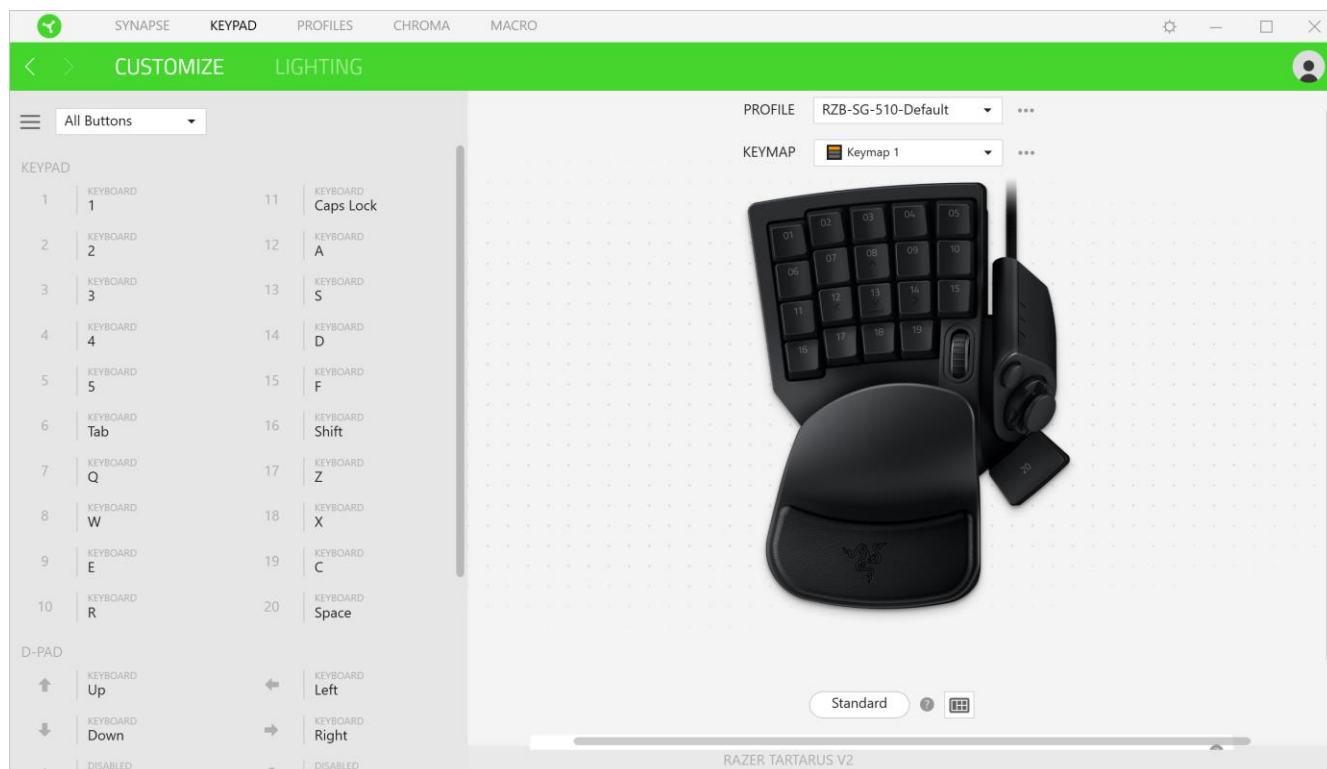 SYNAPSE KEYPAD PROFILES CHROMA MACRO
CUSTOMIZE LIGHTING
All Buttons
PROFILE RZB-SG-510-Default
KEYMAP Keymap 1
KEYPAD
1 KEYBOARD 1
2 KEYBOARD 2
3 KEYBOARD 3
4 KEYBOARD 4
5 KEYBOARD 5
6 KEYBOARD Tab
7 KEYBOARD Q
8 KEYBOARD W
9 KEYBOARD E
10 KEYBOARD R
11 KEYBOARD Caps Lock
12 KEYBOARD A
13 KEYBOARD S
14 KEYBOARD D
15 KEYBOARD F
16 KEYBOARD Shift
17 KEYBOARD Z
18 KEYBOARD X
19 KEYBOARD C
20 KEYBOARD Space
D-PAD
KEYBOARD Up
KEYBOARD Left
KEYBOARD Down
KEYBOARD Right
DISABLED DISABLED
01 02 03 04 05
06 07 08 09 10
11 12 13 14 15
16 17 18 19
20
Standard ?
RAZER TARTARUS V2